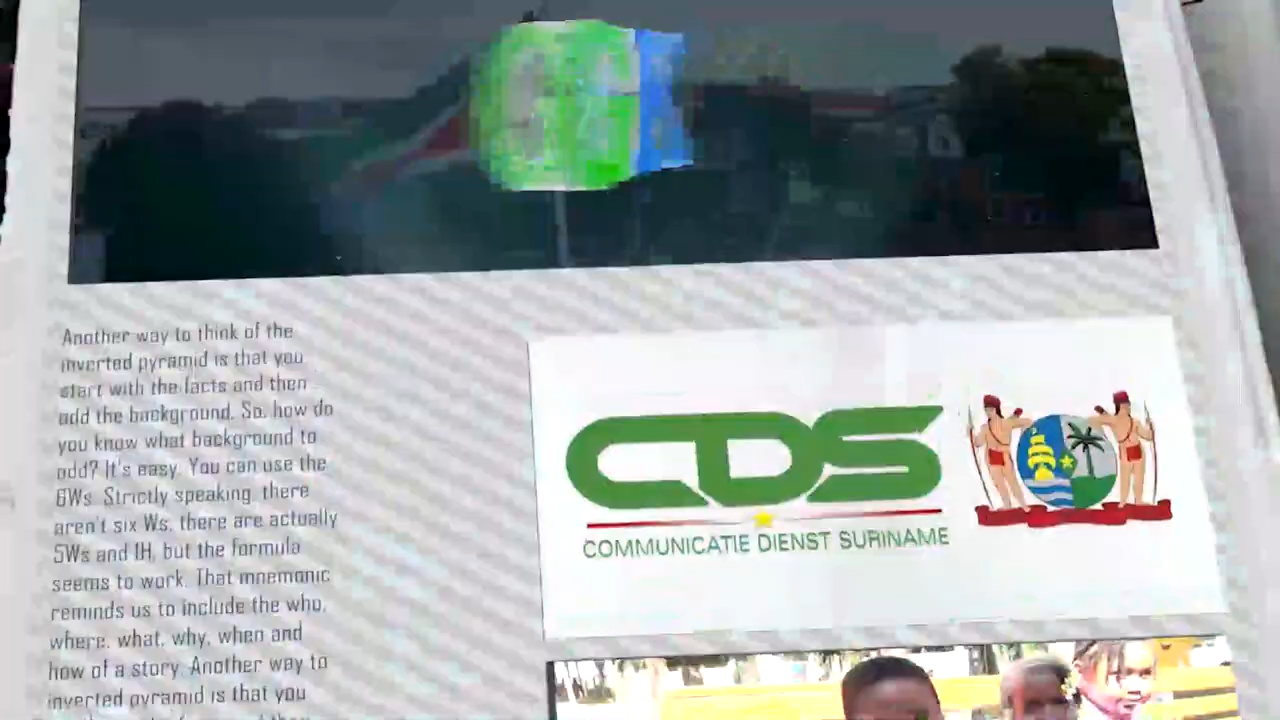 Another way to think of the
inverted pyramid is that you
start with the facts and then
add the background. So, how do
you know what background to
add? It's easy. You can use the
6Ws. Strictly speaking, there
aren't six Ws, there are actually
5Ws and 1H, but the formula
seems to work. That mnemonic
reminds us to include the who,
where, what, why, when and
how of a story. Another way to
inverted pyramid is that you
CDS
COMMUNICATIE DIENST SURINAME